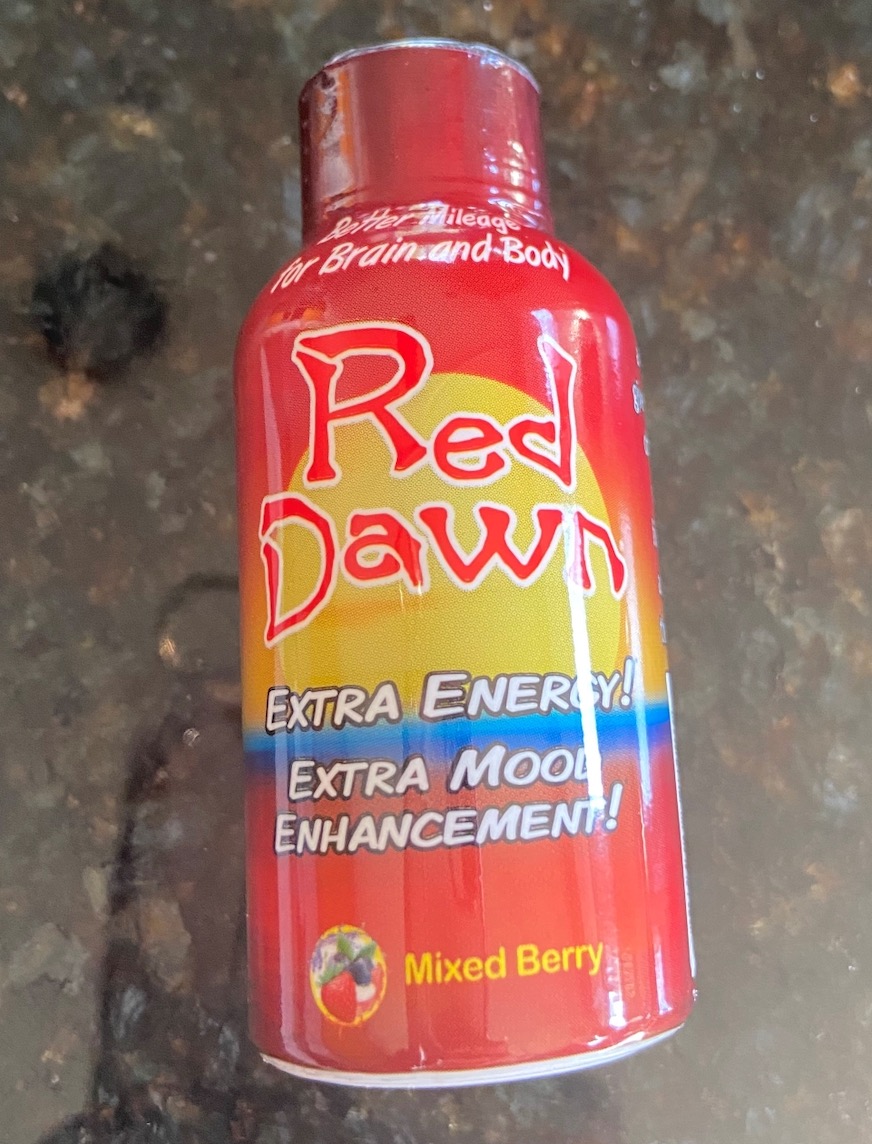 Better Mileage
for Brain and Body
Red
Dawn
EXTRA ENERGY!
EXTRA MOOD
ENHANCEMENT!
Mixed Berry